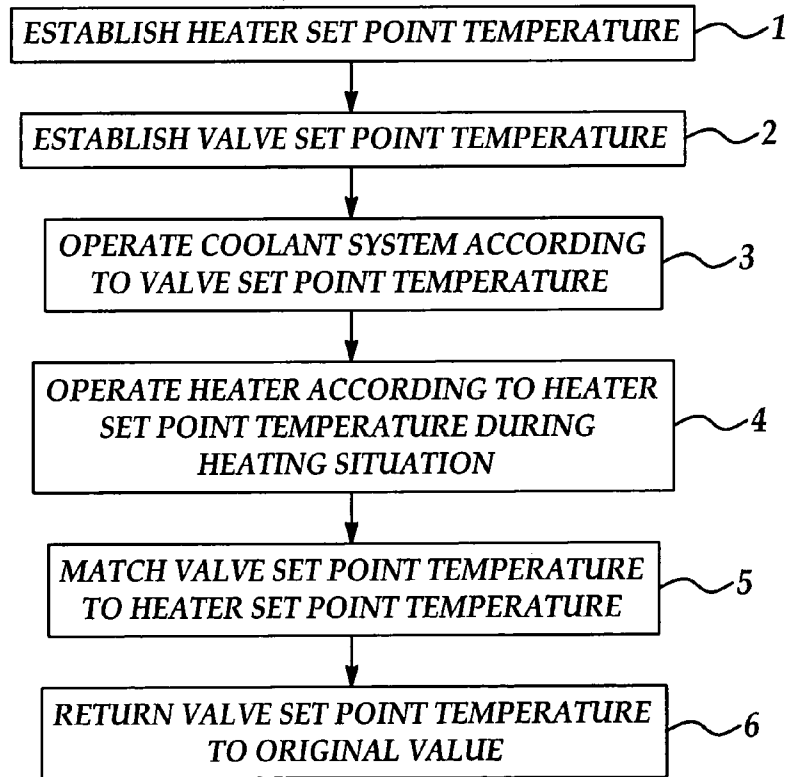 ESTABLISH HEATER SET POINT TEMPERATURE
1
ESTABLISH VALVE SET POINT TEMPERATURE
2
OPERATE COOLANT SYSTEM ACCORDING
TO VALVE SET POINT TEMPERATURE
3
OPERATE HEATER ACCORDING TO HEATER
SET POINT TEMPERATURE DURING
HEATING SITUATION
4
MATCH VALVE SET POINT TEMPERATURE
TO HEATER SET POINT TEMPERATURE
5
RETURN VALVE SET POINT TEMPERATURE
TO ORIGINAL VALUE
6